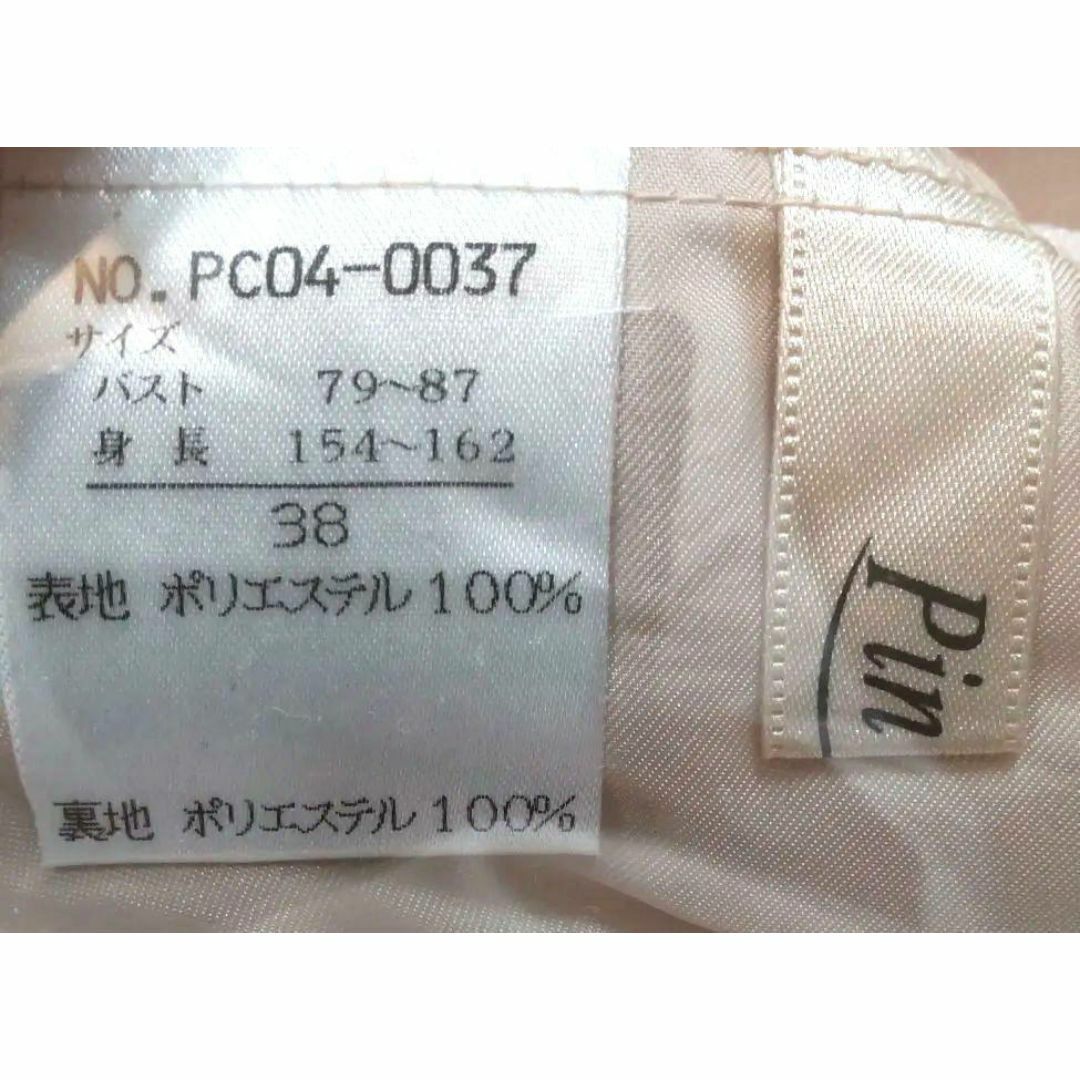 NO. PC04-0037
サイズ
バスト 79~87
身長 154~162
38
表地 ポリエステル 100%
裏地 ポリエステル 100%
Pin